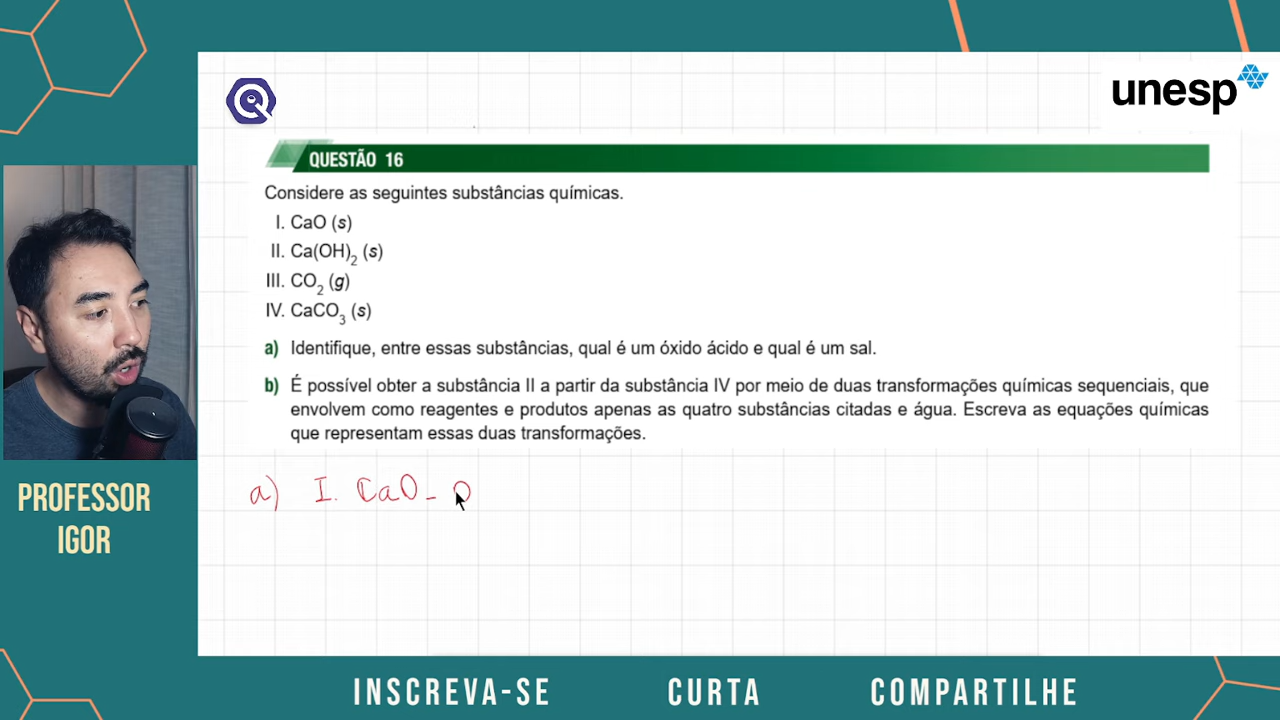 unesp
QUESTÃO 16
Considere as seguintes substâncias químicas.
I. CaO (s)
II. Ca(OH)₂ (s)
III. CO₂ (g)
IV. CaCO₃ (s)
a) Identifique, entre essas substâncias, qual é um óxido ácido e qual é um sal.
b) É possível obter a substância II a partir da substância IV por meio de duas transformações químicas sequenciais, que
envolvem como reagentes e produtos apenas as quatro substâncias citadas e água. Escreva as equações químicas
que representam essas duas transformações.
a) I. CaO - O
PROFESSOR
IGOR
INSCREVA-SE CURTA COMPARTILHE